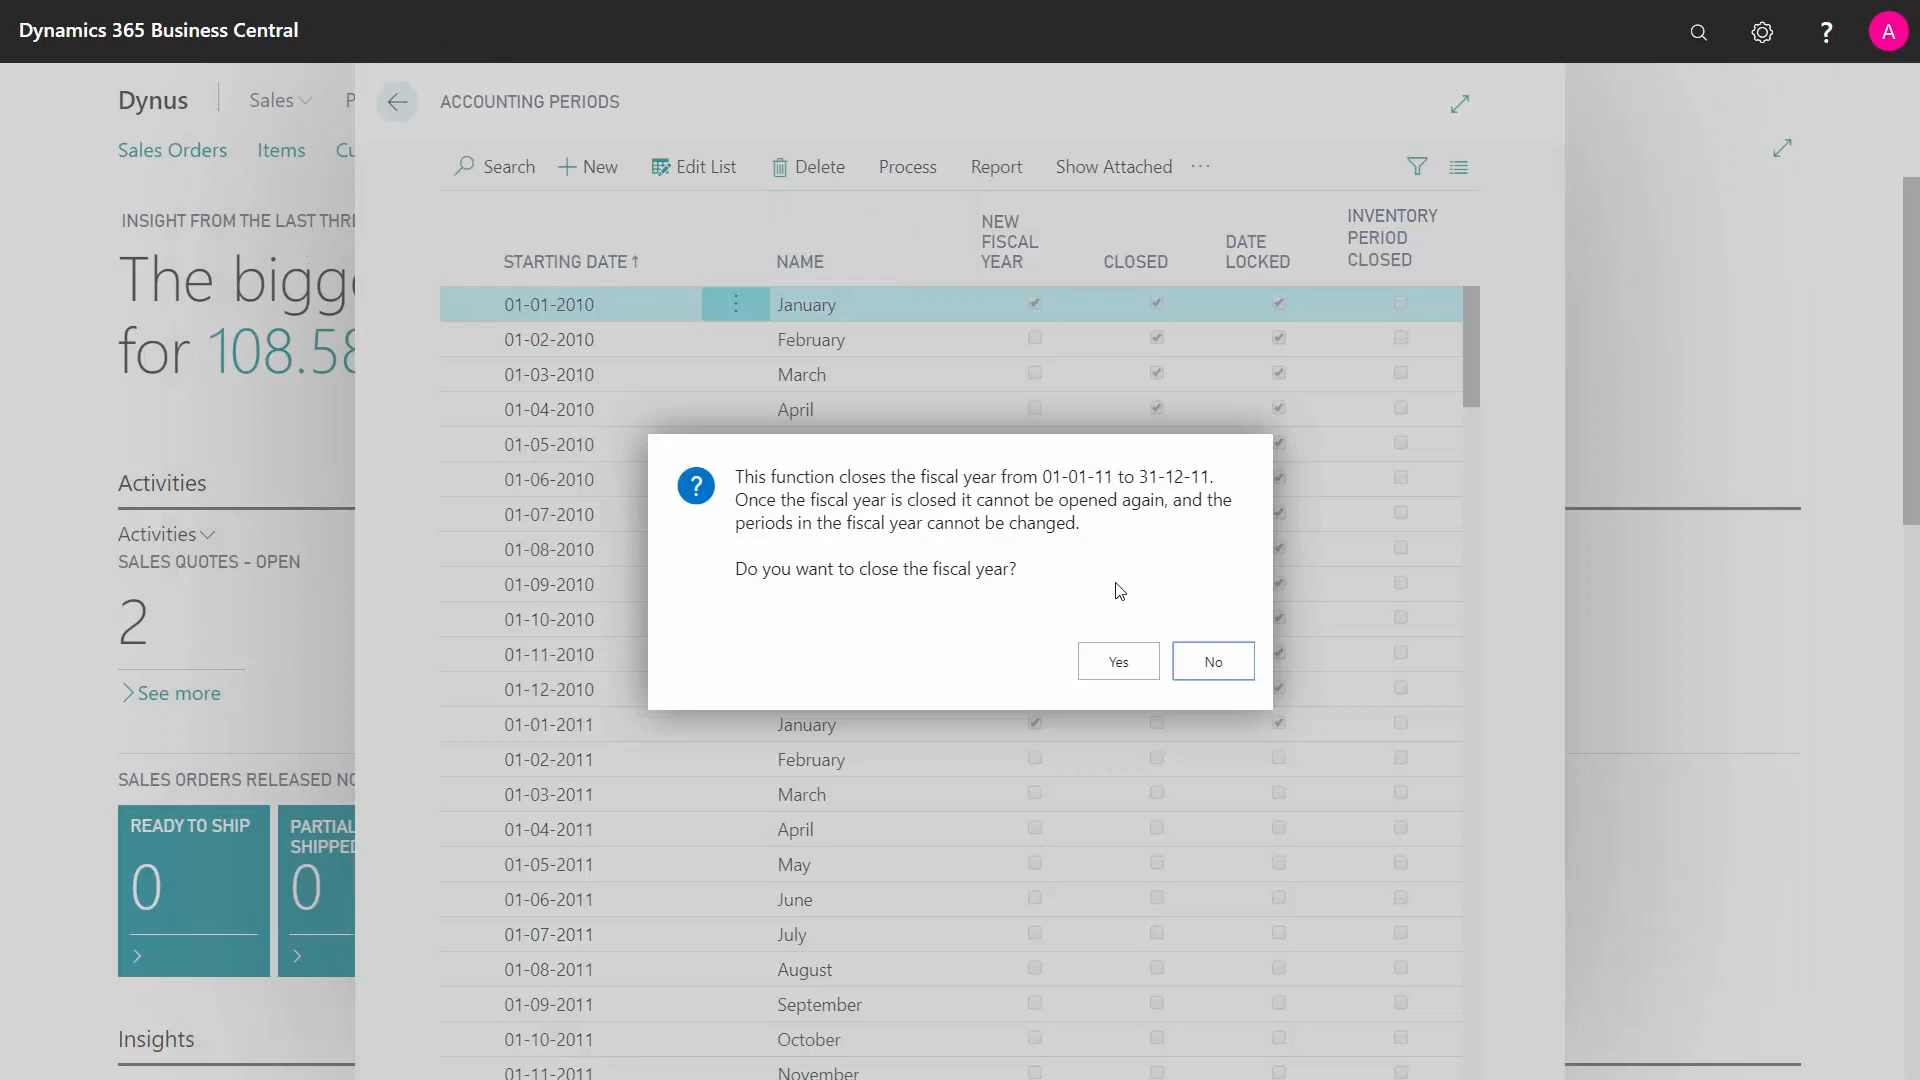 Dynamics 365 Business Central
?
A
Dynus
Sales
P
Sales Orders
Items
Cu
INSIGHT FROM THE LAST THRE
The bigge
for 108.58
Activities
Activities
SALES QUOTES - OPEN
2
See more
SALES ORDERS RELEASED NO
READY TO SHIP
0
PARTIAL
SHIPPED
0
Insights
ACCOUNTING PERIODS
Search
New
Edit List
Delete
Process
Report
Show Attached
···
STARTING DATE ↑
NAME
NEW
FISCAL
YEAR
CLOSED
DATE
LOCKED
INVENTORY
PERIOD
CLOSED
01-01-2010 January
01-02-2010 February
01-03-2010 March
01-04-2010 April
01-05-2010
01-06-2010
01-07-2010
01-08-2010
01-09-2010
01-10-2010
01-11-2010
01-12-2010
01-01-2011 January
01-02-2011 February
01-03-2011 March
01-04-2011 April
01-05-2011 May
01-06-2011 June
01-07-2011 July
01-08-2011 August
01-09-2011 September
01-10-2011 October
01-11-2011 November
?
This function closes the fiscal year from 01-01-11 to 31-12-11.
Once the fiscal year is closed it cannot be opened again, and the
periods in the fiscal year cannot be changed.
Do you want to close the fiscal year?
Yes
No